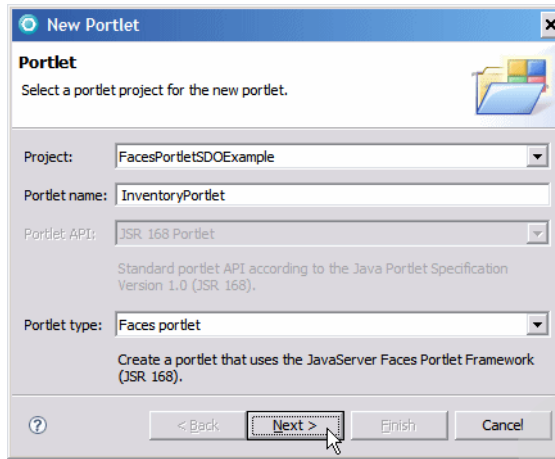 New Portlet
Portlet
Select a portlet project for the new portlet.
Project: FacesPortletSDOExample
Portlet name: InventoryPortlet
Portlet API: JSR 168 Portlet
Standard portlet API according to the Java Portlet Specification
Version 1.0 (JSR 168).
Portlet type: Faces portlet
Create a portlet that uses the JavaServer Faces Portlet Framework
(JSR 168).
? < Back Next > Finish Cancel